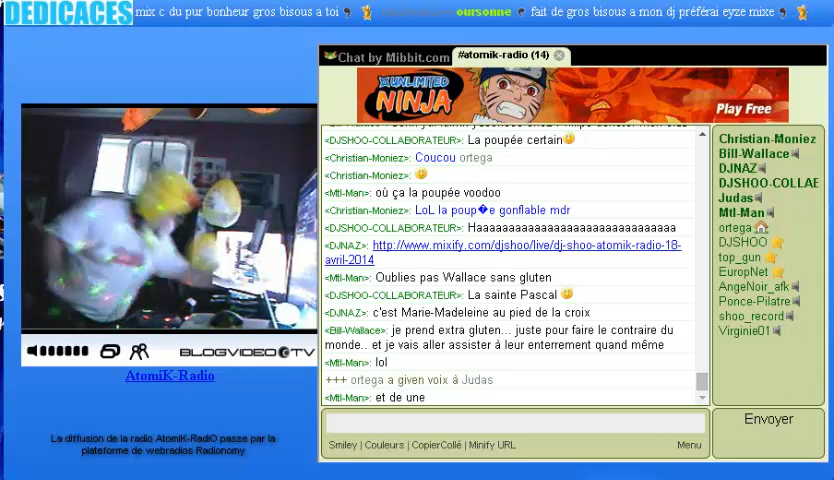 DEDICACES mix c du pur bonheur gros bisous a toi oursonne fait de gros bisous a mon dj préférai eyze mixe
Chat by Mibbit.com #atomik-radio (14)
UNLIMITED NINJA Play Free
<DJSHOO-COLLABORATEUR>: La poupée certain
<Christian-Moniez>: Coucou ortega
<Christian-Moniez>:
<Mtl-Man>: où ça la poupée voodoo
<Christian-Moniez>: LoL la poup�e gonflable mdr
<DJSHOO-COLLABORATEUR>: Haaaaaaaaaaaaaaaaaaaaaaaaaaaaaaa
<DJNAZ>: http://www.mixify.com/djshoo/live/dj-shoo-atomik-radio-18-
avril-2014
<Mtl-Man>: Oublies pas Wallace sans gluten
<DJSHOO-COLLABORATEUR>: La sainte Pascal
<DJNAZ>: c'est Marie-Madeleine au pied de la croix
<Bill-Wallace>: je prend extra gluten... juste pour faire le contraire du
monde.. et je vais aller assister à leur enterrement quand même
<Mtl-Man>: lol
+++ ortega a given voix à Judas
<Mtl-Man>: et de une
Christian-Moniez
Bill-Wallace
DJNAZ
DJSHOO-COLLAE
Judas
Mtl-Man
ortega
DJSHOO
top_gun
EuropNet
AngeNoir_afk
Ponce-Pilatre
shoo_record
Virginie01
Envoyer
Smiley | Couleurs | CopierCollé | Minify URL Menu
BLOGVIDEO TV
AtomiK-Radio
La diffusion de la radio AtomiK-RadiO passe par la
plateforme de webradios Radionomy